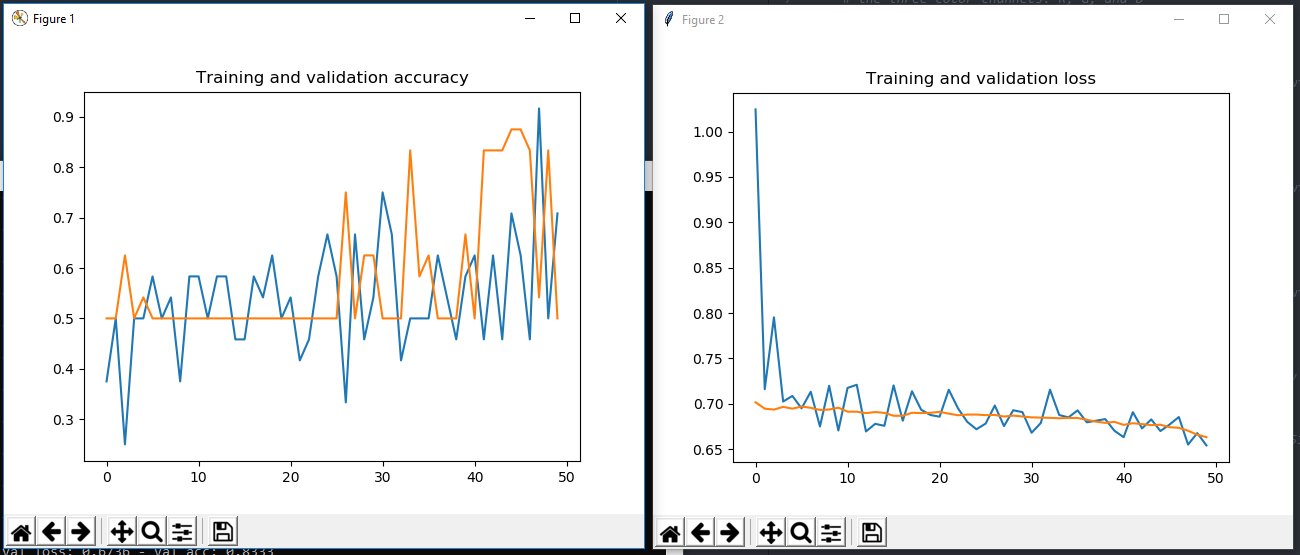 # the three color channels: R, G, and B
Figure 1
Figure 2
Training and validation accuracy
0.9
0.8
0.7
0.6
0.5
0.4
0.3
0 10 20 30 40 50
Training and validation loss
1.00
0.95
0.90
0.85
0.80
0.75
0.70
0.65
0 10 20 30 40 50
val_loss: 0.6736 - val_acc: 0.8333